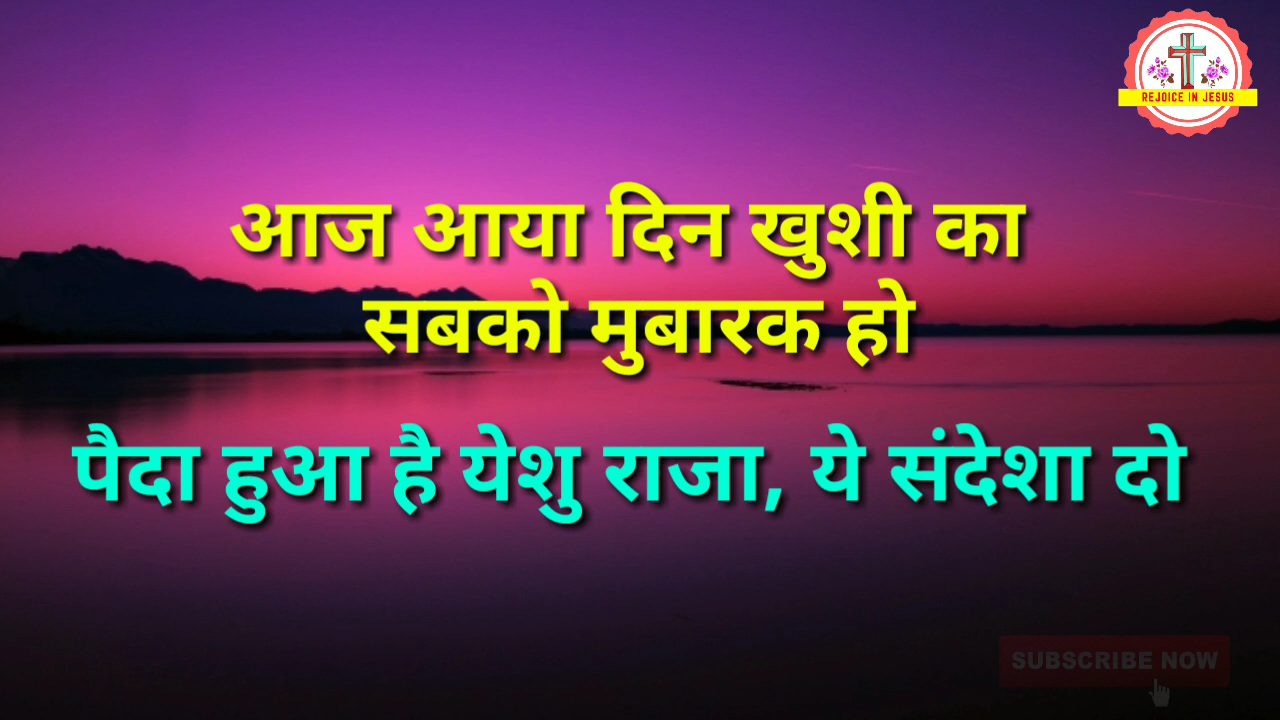 REJOICE IN JESUS
आज आया दिन खुशी का
सबको मुबारक हो
पैदा हुआ है येशु राजा, ये संदेशा दो
SUBSCRIBE NOW